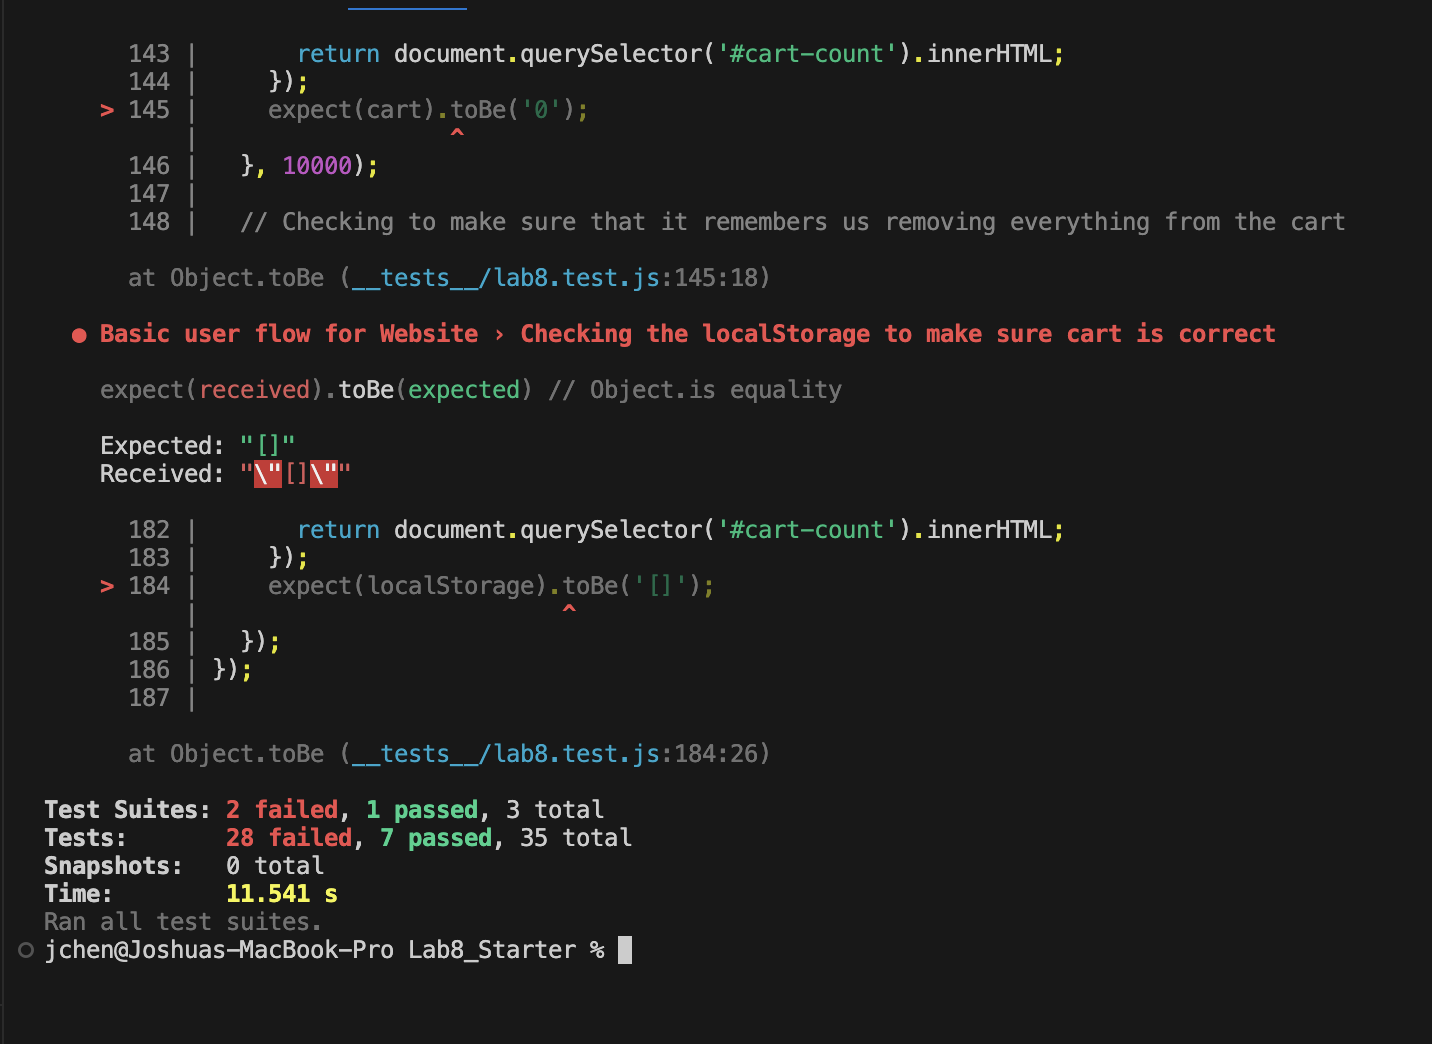 143 |       return document.querySelector('#cart-count').innerHTML;
144 |     });
> 145 |     expect(cart).toBe('0');
|                  ^
146 |   }, 10000);
147 |
148 |   // Checking to make sure that it remembers us removing everything from the cart
at Object.toBe (__tests__/lab8.test.js:145:18)
● Basic user flow for Website › Checking the localStorage to make sure cart is correct
expect(received).toBe(expected) // Object.is equality
Expected: "[]"
Received: "\"[]\""
182 |       return document.querySelector('#cart-count').innerHTML;
183 |     });
> 184 |     expect(localStorage).toBe('[]');
|                          ^
185 |   });
186 | });
187 |
at Object.toBe (__tests__/lab8.test.js:184:26)
Test Suites: 2 failed, 1 passed, 3 total
Tests:       28 failed, 7 passed, 35 total
Snapshots:   0 total
Time:        11.541 s
Ran all test suites.
jchen@Joshuas-MacBook-Pro Lab8_Starter %